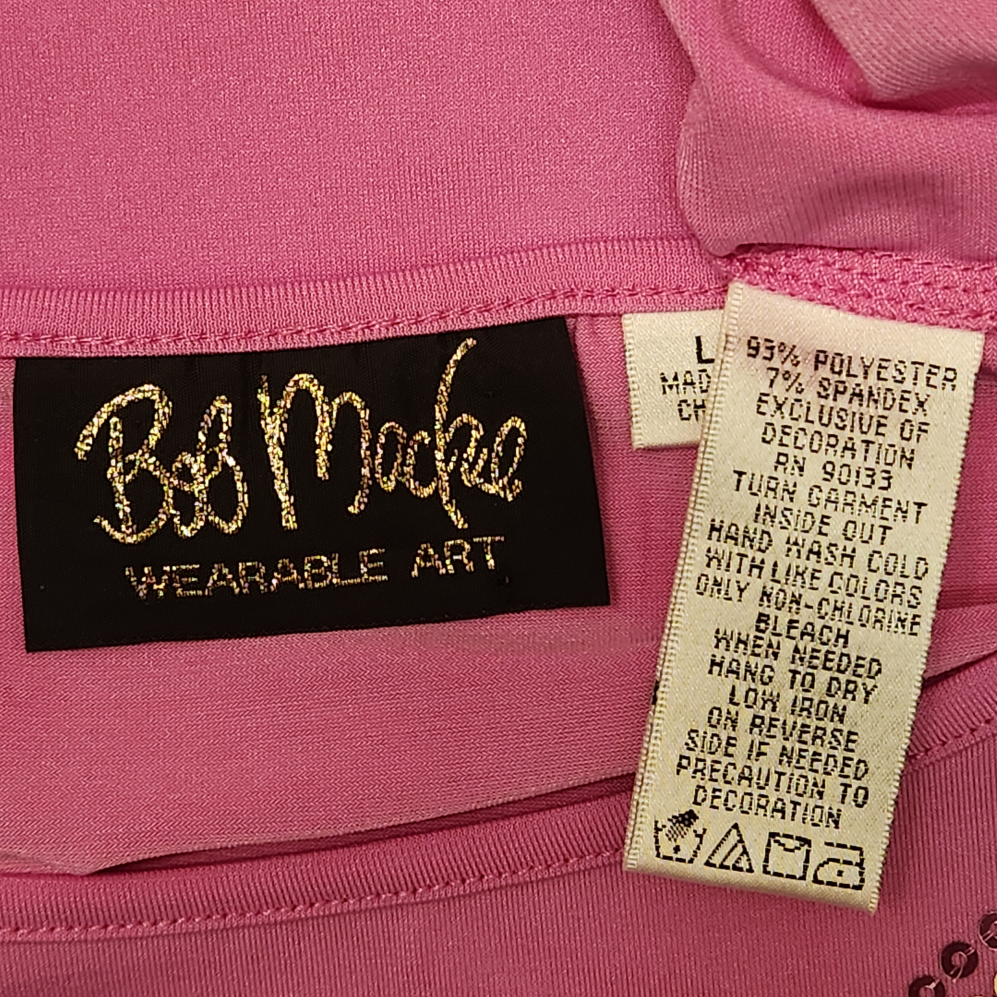 Bob Mackie
WEARABLE ART
L
MAD
CH
93% POLYESTER
7% SPANDEX
EXCLUSIVE OF
DECORATION
RN 90133
TURN GARMENT
INSIDE OUT
HAND WASH COLD
WITH LIKE COLORS
ONLY NON-CHLORINE
BLEACH
WHEN NEEDED
HANG TO DRY
LOW IRON
ON REVERSE
SIDE IF NEEDED
PRECAUTION TO
DECORATION